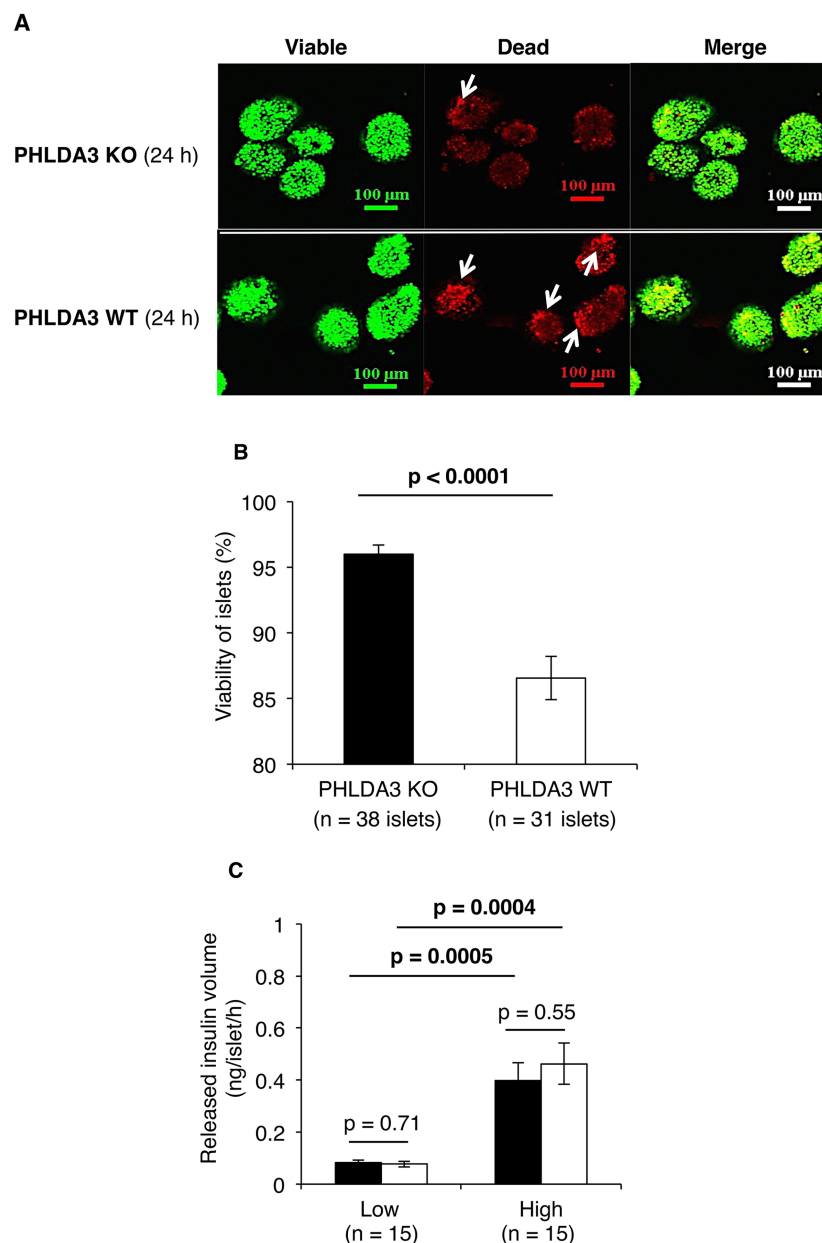 A
Viable Dead Merge
PHLDA3 KO (24 h)
100 µm 100 µm 100 µm
PHLDA3 WT (24 h)
100 µm 100 µm 100 µm
B
p < 0.0001
Viability of islets (%)
100
95
90
85
80
PHLDA3 KO PHLDA3 WT
(n = 38 islets) (n = 31 islets)
C
p = 0.0004
p = 0.0005
p = 0.55
p = 0.71
Released insulin volume
(ng/islet/h)
1
0.8
0.6
0.4
0.2
0
Low High
(n = 15) (n = 15)